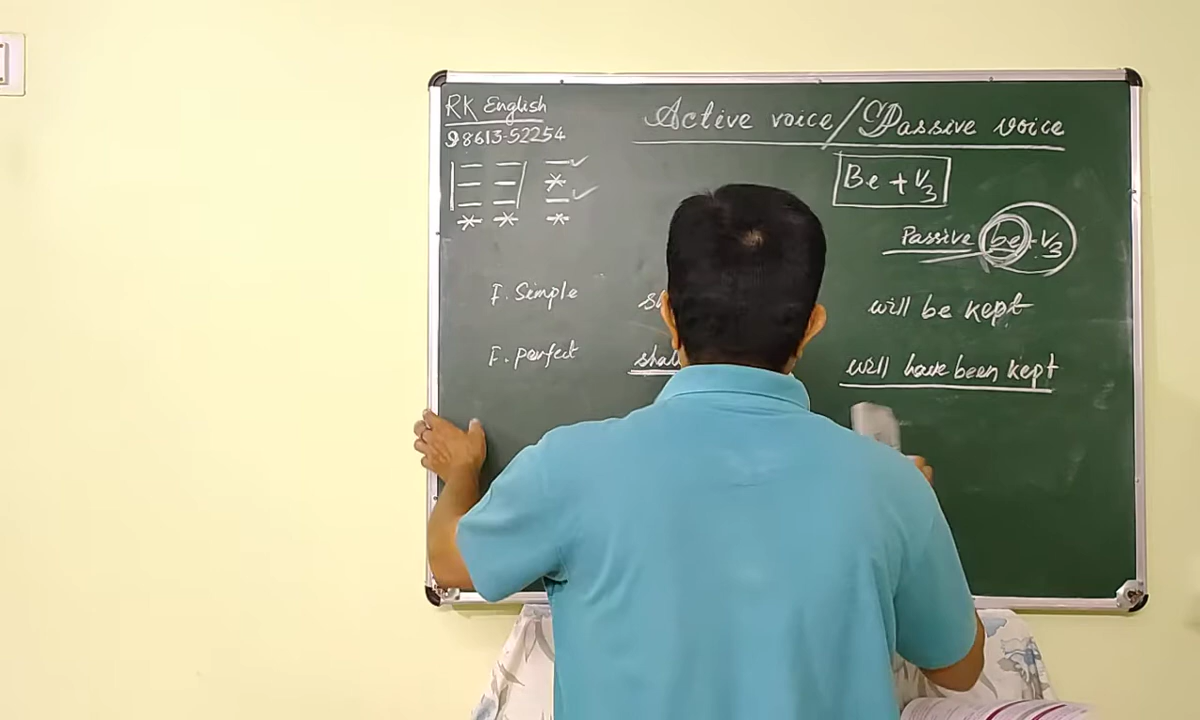 RK English
98613-52254
Active voice/Passive voice
Be + V3
Passive be + V3
F. Simple will be kept
F. perfect will have been kept